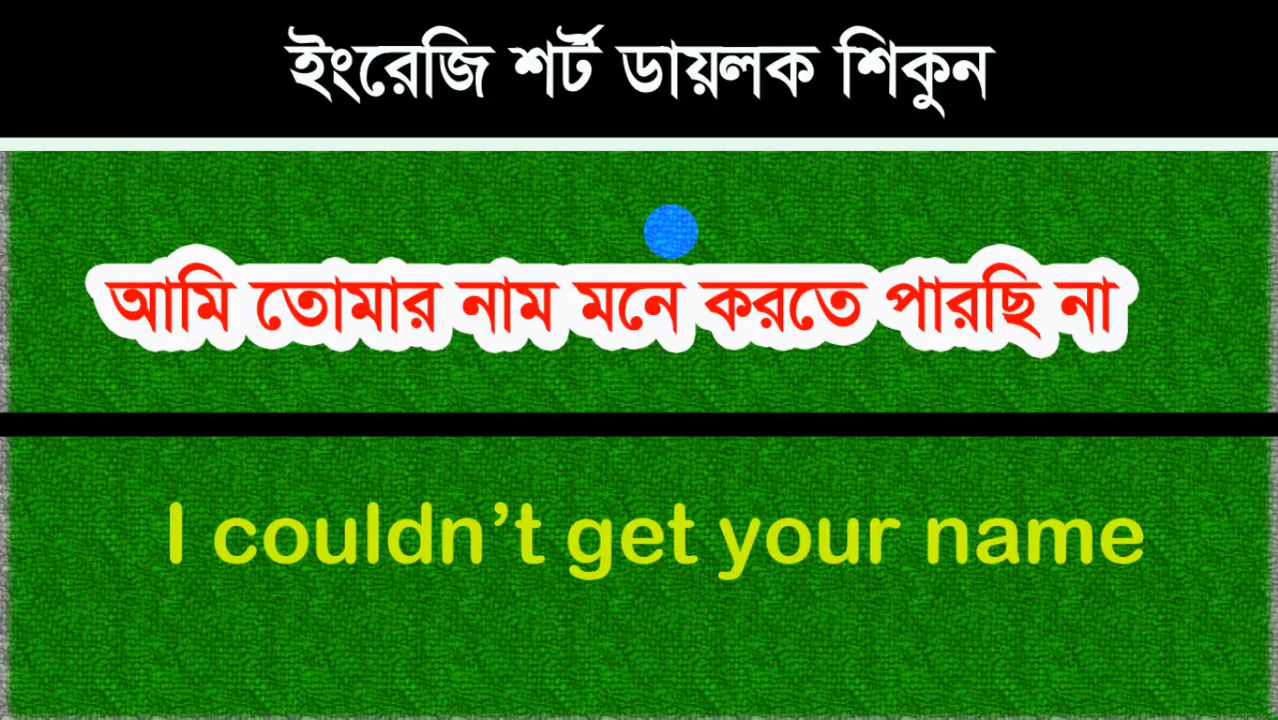 ইংরেজি শর্ট ডায়লক শিকুন
আমি তোমার নাম মনে করতে পারছি না
I couldn’t get your name